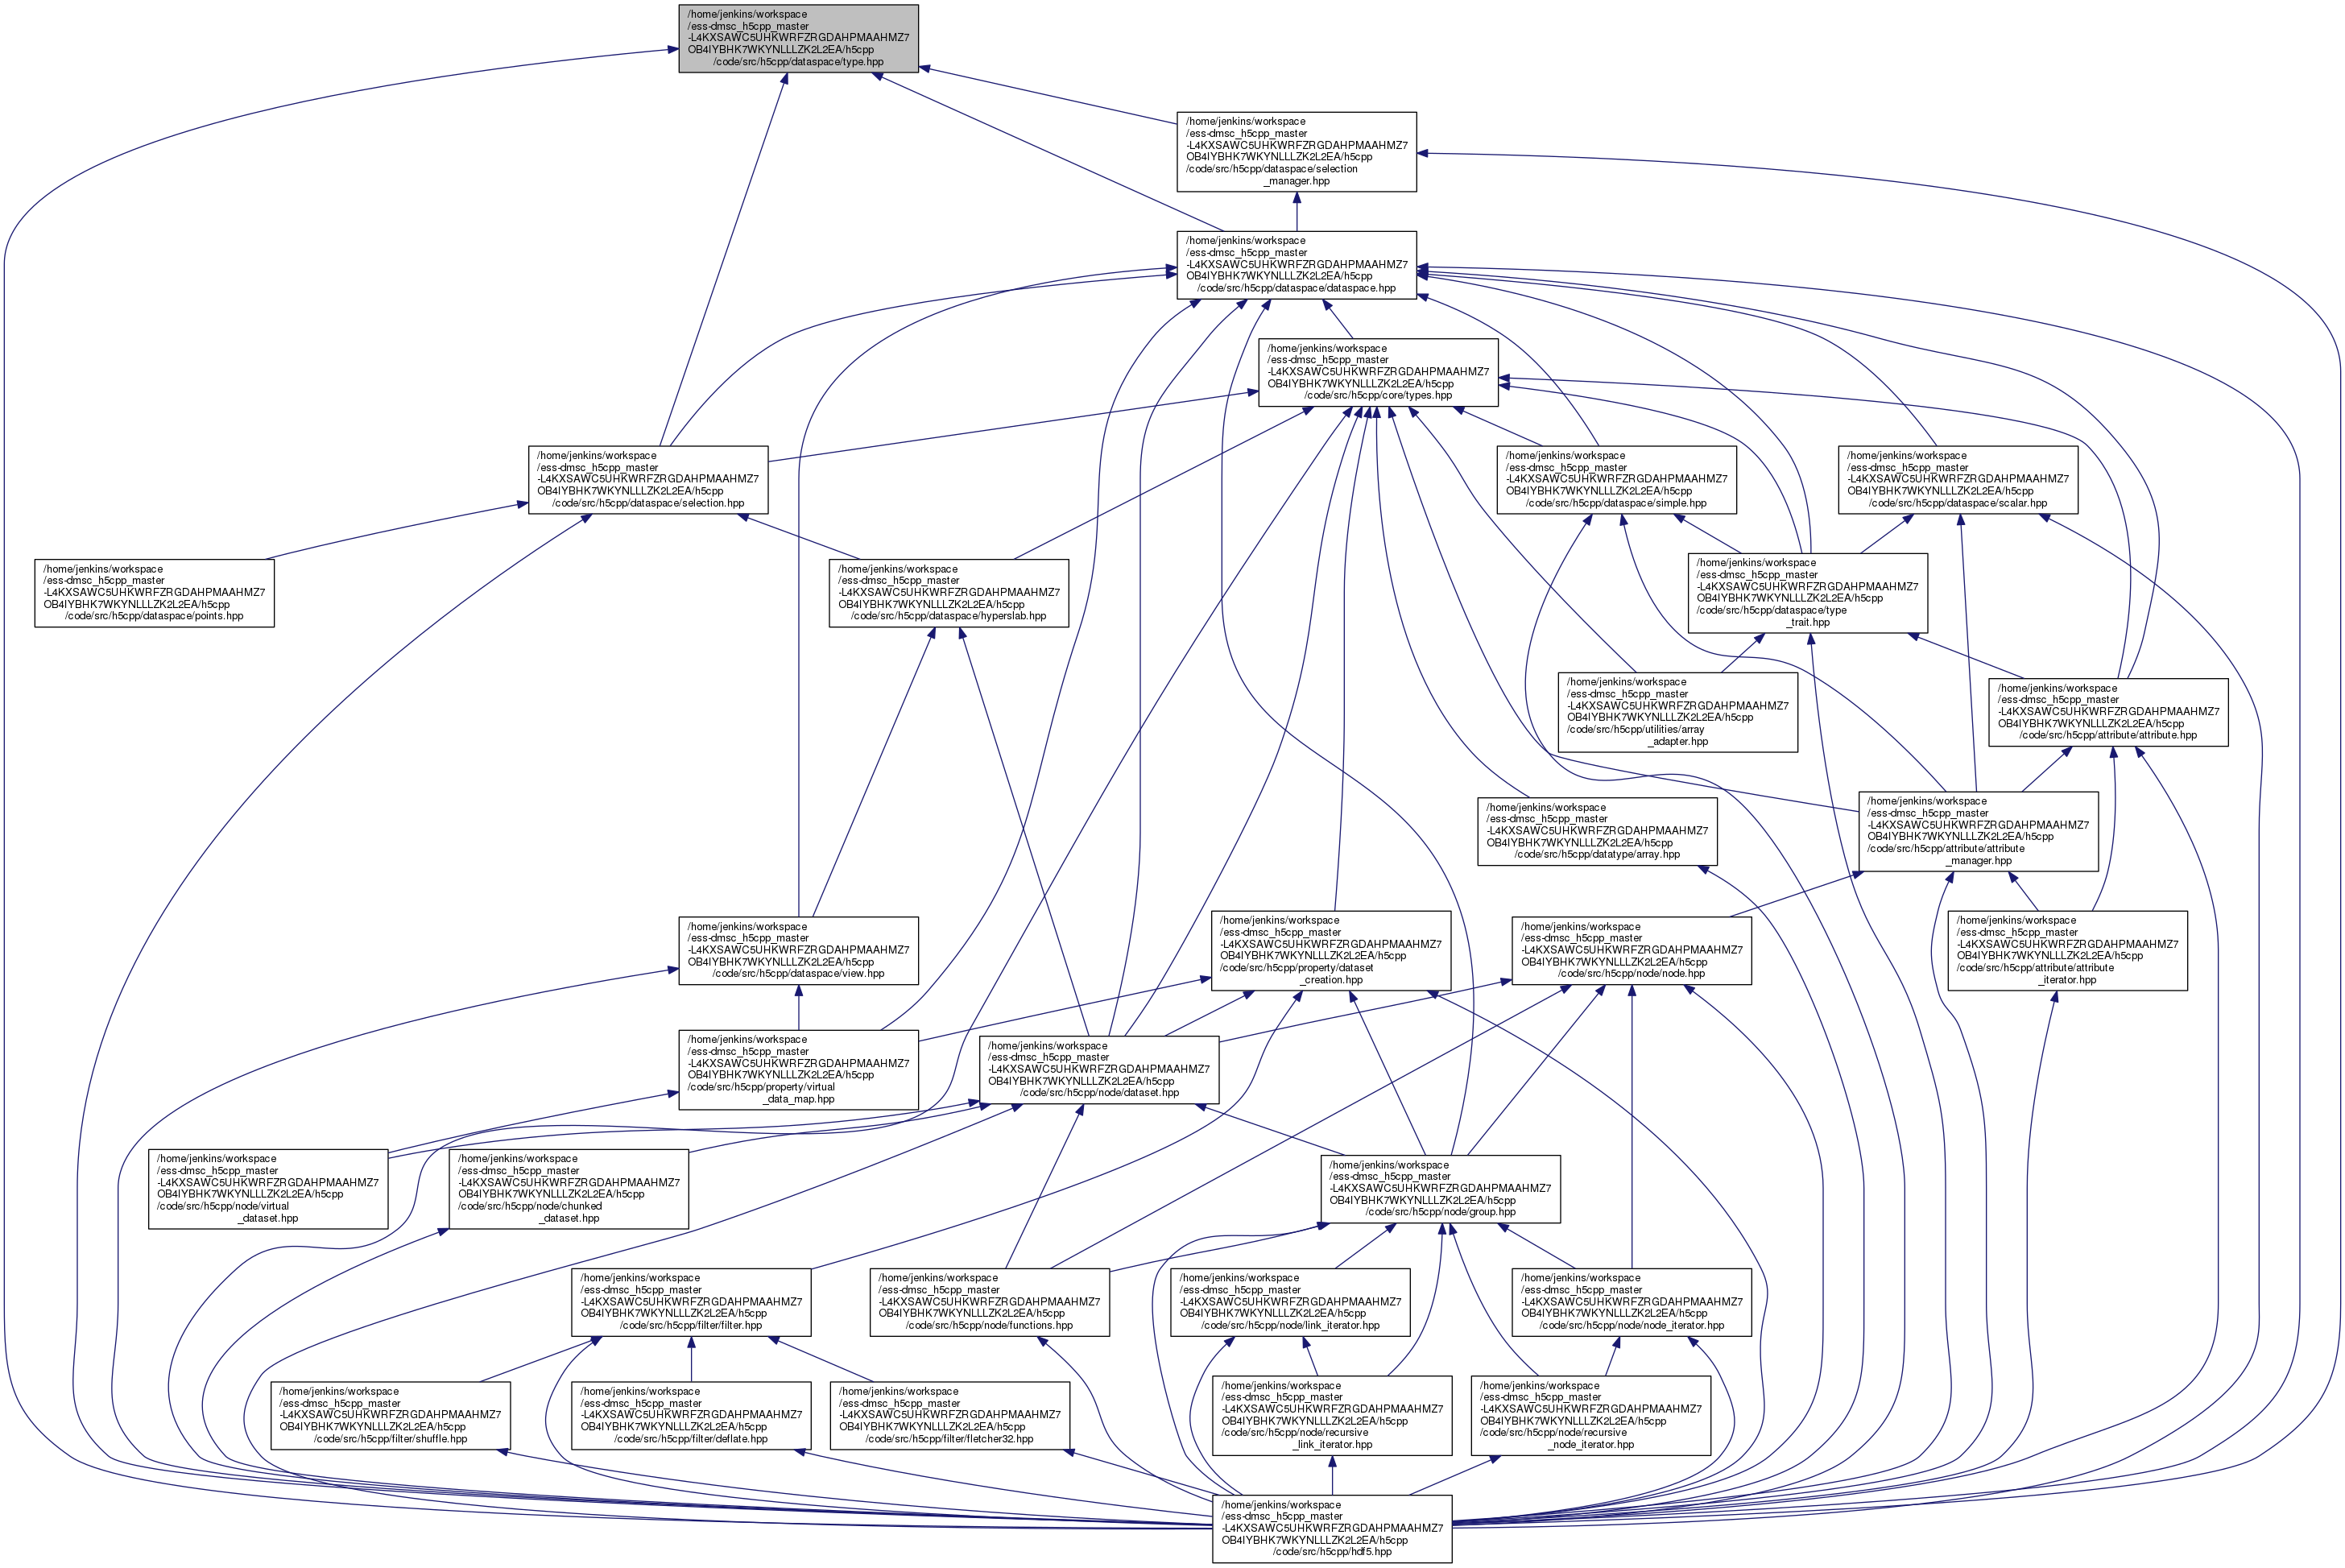 /home/jenkins/workspace
/ess-dmsc_h5cpp_master
-L4KXSAWC5UHKWRFZRGDAHPMAAHMZ7
OB4IYBHK7WKYNLLLZK2L2EA/h5cpp
/code/src/h5cpp/dataspace/type.hpp
/home/jenkins/workspace
/ess-dmsc_h5cpp_master
-L4KXSAWC5UHKWRFZRGDAHPMAAHMZ7
OB4IYBHK7WKYNLLLZK2L2EA/h5cpp
/code/src/h5cpp/dataspace/selection
_manager.hpp
/home/jenkins/workspace
/ess-dmsc_h5cpp_master
-L4KXSAWC5UHKWRFZRGDAHPMAAHMZ7
OB4IYBHK7WKYNLLLZK2L2EA/h5cpp
/code/src/h5cpp/dataspace/dataspace.hpp
/home/jenkins/workspace
/ess-dmsc_h5cpp_master
-L4KXSAWC5UHKWRFZRGDAHPMAAHMZ7
OB4IYBHK7WKYNLLLZK2L2EA/h5cpp
/code/src/h5cpp/core/types.hpp
/home/jenkins/workspace
/ess-dmsc_h5cpp_master
-L4KXSAWC5UHKWRFZRGDAHPMAAHMZ7
OB4IYBHK7WKYNLLLZK2L2EA/h5cpp
/code/src/h5cpp/dataspace/selection.hpp
/home/jenkins/workspace
/ess-dmsc_h5cpp_master
-L4KXSAWC5UHKWRFZRGDAHPMAAHMZ7
OB4IYBHK7WKYNLLLZK2L2EA/h5cpp
/code/src/h5cpp/dataspace/simple.hpp
/home/jenkins/workspace
/ess-dmsc_h5cpp_master
-L4KXSAWC5UHKWRFZRGDAHPMAAHMZ7
OB4IYBHK7WKYNLLLZK2L2EA/h5cpp
/code/src/h5cpp/dataspace/scalar.hpp
/home/jenkins/workspace
/ess-dmsc_h5cpp_master
-L4KXSAWC5UHKWRFZRGDAHPMAAHMZ7
OB4IYBHK7WKYNLLLZK2L2EA/h5cpp
/code/src/h5cpp/dataspace/points.hpp
/home/jenkins/workspace
/ess-dmsc_h5cpp_master
-L4KXSAWC5UHKWRFZRGDAHPMAAHMZ7
OB4IYBHK7WKYNLLLZK2L2EA/h5cpp
/code/src/h5cpp/dataspace/hyperslab.hpp
/home/jenkins/workspace
/ess-dmsc_h5cpp_master
-L4KXSAWC5UHKWRFZRGDAHPMAAHMZ7
OB4IYBHK7WKYNLLLZK2L2EA/h5cpp
/code/src/h5cpp/dataspace/type
_trait.hpp
/home/jenkins/workspace
/ess-dmsc_h5cpp_master
-L4KXSAWC5UHKWRFZRGDAHPMAAHMZ7
OB4IYBHK7WKYNLLLZK2L2EA/h5cpp
/code/src/h5cpp/utilities/array
_adapter.hpp
/home/jenkins/workspace
/ess-dmsc_h5cpp_master
-L4KXSAWC5UHKWRFZRGDAHPMAAHMZ7
OB4IYBHK7WKYNLLLZK2L2EA/h5cpp
/code/src/h5cpp/attribute/attribute.hpp
/home/jenkins/workspace
/ess-dmsc_h5cpp_master
-L4KXSAWC5UHKWRFZRGDAHPMAAHMZ7
OB4IYBHK7WKYNLLLZK2L2EA/h5cpp
/code/src/h5cpp/datatype/array.hpp
/home/jenkins/workspace
/ess-dmsc_h5cpp_master
-L4KXSAWC5UHKWRFZRGDAHPMAAHMZ7
OB4IYBHK7WKYNLLLZK2L2EA/h5cpp
/code/src/h5cpp/attribute/attribute
_manager.hpp
/home/jenkins/workspace
/ess-dmsc_h5cpp_master
-L4KXSAWC5UHKWRFZRGDAHPMAAHMZ7
OB4IYBHK7WKYNLLLZK2L2EA/h5cpp
/code/src/h5cpp/dataspace/view.hpp
/home/jenkins/workspace
/ess-dmsc_h5cpp_master
-L4KXSAWC5UHKWRFZRGDAHPMAAHMZ7
OB4IYBHK7WKYNLLLZK2L2EA/h5cpp
/code/src/h5cpp/property/dataset
_creation.hpp
/home/jenkins/workspace
/ess-dmsc_h5cpp_master
-L4KXSAWC5UHKWRFZRGDAHPMAAHMZ7
OB4IYBHK7WKYNLLLZK2L2EA/h5cpp
/code/src/h5cpp/node/node.hpp
/home/jenkins/workspace
/ess-dmsc_h5cpp_master
-L4KXSAWC5UHKWRFZRGDAHPMAAHMZ7
OB4IYBHK7WKYNLLLZK2L2EA/h5cpp
/code/src/h5cpp/attribute/attribute
_iterator.hpp
/home/jenkins/workspace
/ess-dmsc_h5cpp_master
-L4KXSAWC5UHKWRFZRGDAHPMAAHMZ7
OB4IYBHK7WKYNLLLZK2L2EA/h5cpp
/code/src/h5cpp/property/virtual
_data_map.hpp
/home/jenkins/workspace
/ess-dmsc_h5cpp_master
-L4KXSAWC5UHKWRFZRGDAHPMAAHMZ7
OB4IYBHK7WKYNLLLZK2L2EA/h5cpp
/code/src/h5cpp/node/dataset.hpp
/home/jenkins/workspace
/ess-dmsc_h5cpp_master
-L4KXSAWC5UHKWRFZRGDAHPMAAHMZ7
OB4IYBHK7WKYNLLLZK2L2EA/h5cpp
/code/src/h5cpp/node/virtual
_dataset.hpp
/home/jenkins/workspace
/ess-dmsc_h5cpp_master
-L4KXSAWC5UHKWRFZRGDAHPMAAHMZ7
OB4IYBHK7WKYNLLLZK2L2EA/h5cpp
/code/src/h5cpp/node/chunked
_dataset.hpp
/home/jenkins/workspace
/ess-dmsc_h5cpp_master
-L4KXSAWC5UHKWRFZRGDAHPMAAHMZ7
OB4IYBHK7WKYNLLLZK2L2EA/h5cpp
/code/src/h5cpp/node/group.hpp
/home/jenkins/workspace
/ess-dmsc_h5cpp_master
-L4KXSAWC5UHKWRFZRGDAHPMAAHMZ7
OB4IYBHK7WKYNLLLZK2L2EA/h5cpp
/code/src/h5cpp/filter/filter.hpp
/home/jenkins/workspace
/ess-dmsc_h5cpp_master
-L4KXSAWC5UHKWRFZRGDAHPMAAHMZ7
OB4IYBHK7WKYNLLLZK2L2EA/h5cpp
/code/src/h5cpp/node/functions.hpp
/home/jenkins/workspace
/ess-dmsc_h5cpp_master
-L4KXSAWC5UHKWRFZRGDAHPMAAHMZ7
OB4IYBHK7WKYNLLLZK2L2EA/h5cpp
/code/src/h5cpp/node/link_iterator.hpp
/home/jenkins/workspace
/ess-dmsc_h5cpp_master
-L4KXSAWC5UHKWRFZRGDAHPMAAHMZ7
OB4IYBHK7WKYNLLLZK2L2EA/h5cpp
/code/src/h5cpp/node/node_iterator.hpp
/home/jenkins/workspace
/ess-dmsc_h5cpp_master
-L4KXSAWC5UHKWRFZRGDAHPMAAHMZ7
OB4IYBHK7WKYNLLLZK2L2EA/h5cpp
/code/src/h5cpp/filter/shuffle.hpp
/home/jenkins/workspace
/ess-dmsc_h5cpp_master
-L4KXSAWC5UHKWRFZRGDAHPMAAHMZ7
OB4IYBHK7WKYNLLLZK2L2EA/h5cpp
/code/src/h5cpp/filter/deflate.hpp
/home/jenkins/workspace
/ess-dmsc_h5cpp_master
-L4KXSAWC5UHKWRFZRGDAHPMAAHMZ7
OB4IYBHK7WKYNLLLZK2L2EA/h5cpp
/code/src/h5cpp/filter/fletcher32.hpp
/home/jenkins/workspace
/ess-dmsc_h5cpp_master
-L4KXSAWC5UHKWRFZRGDAHPMAAHMZ7
OB4IYBHK7WKYNLLLZK2L2EA/h5cpp
/code/src/h5cpp/node/recursive
_link_iterator.hpp
/home/jenkins/workspace
/ess-dmsc_h5cpp_master
-L4KXSAWC5UHKWRFZRGDAHPMAAHMZ7
OB4IYBHK7WKYNLLLZK2L2EA/h5cpp
/code/src/h5cpp/node/recursive
_node_iterator.hpp
/home/jenkins/workspace
/ess-dmsc_h5cpp_master
-L4KXSAWC5UHKWRFZRGDAHPMAAHMZ7
OB4IYBHK7WKYNLLLZK2L2EA/h5cpp
/code/src/h5cpp/hdf5.hpp